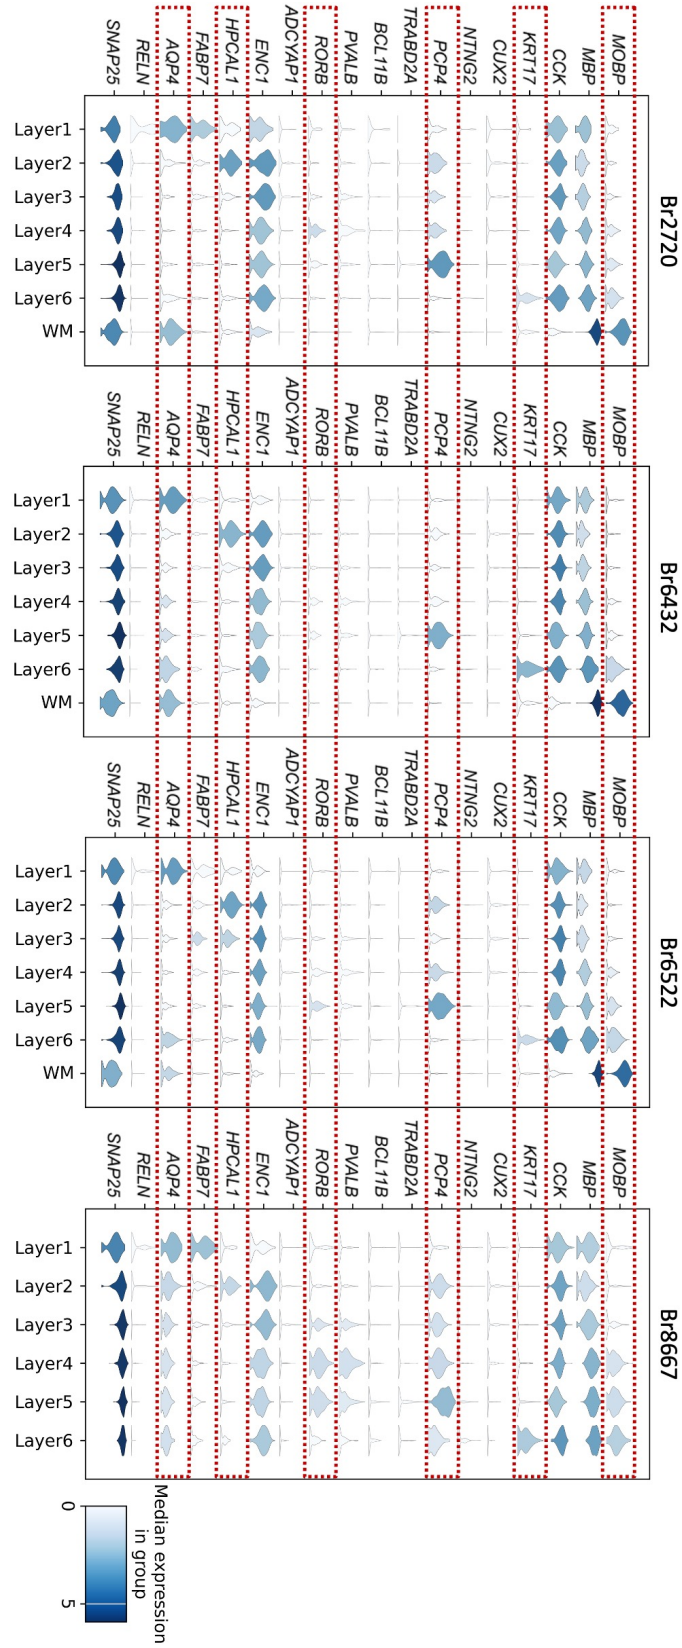 Br2720
SNAP25
RELN
AQP4
FABP7
HPCAL1
ENC1
ADCYAP1
RORB
PVALB
BCL11B
TRABD2A
PCP4
NTNG2
CUX2
KRT17
CCK
MBP
MOBP
Layer1
Layer2
Layer3
Layer4
Layer5
Layer6
WM
Br6432
SNAP25
RELN
AQP4
FABP7
HPCAL1
ENC1
ADCYAP1
RORB
PVALB
BCL11B
TRABD2A
PCP4
NTNG2
CUX2
KRT17
CCK
MBP
MOBP
Layer1
Layer2
Layer3
Layer4
Layer5
Layer6
WM
Br6522
SNAP25
RELN
AQP4
FABP7
HPCAL1
ENC1
ADCYAP1
RORB
PVALB
BCL11B
TRABD2A
PCP4
NTNG2
CUX2
KRT17
CCK
MBP
MOBP
Layer1
Layer2
Layer3
Layer4
Layer5
Layer6
WM
Br8667
SNAP25
RELN
AQP4
FABP7
HPCAL1
ENC1
ADCYAP1
RORB
PVALB
BCL11B
TRABD2A
PCP4
NTNG2
CUX2
KRT17
CCK
MBP
MOBP
Layer1
Layer2
Layer3
Layer4
Layer5
Layer6
Median expression
in group
0
5